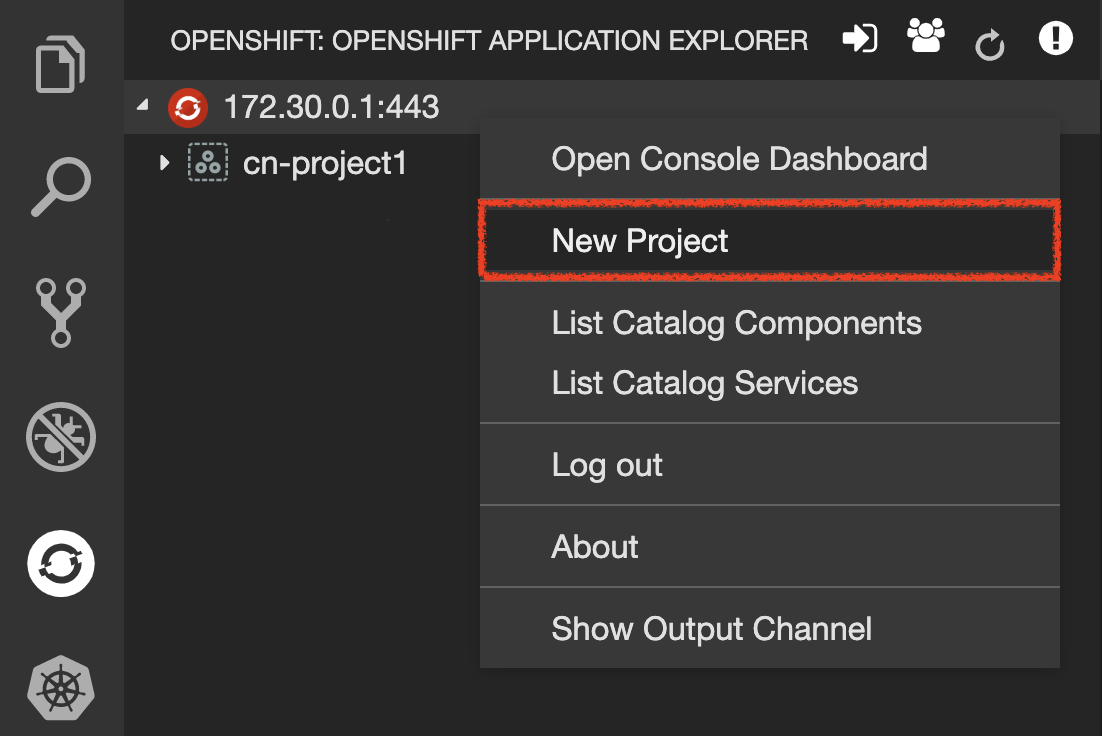 OPENSHIFT: OPENSHIFT APPLICATION EXPLORER
172.30.0.1:443
cn-project1
Open Console Dashboard
New Project
List Catalog Components
List Catalog Services
Log out
About
Show Output Channel